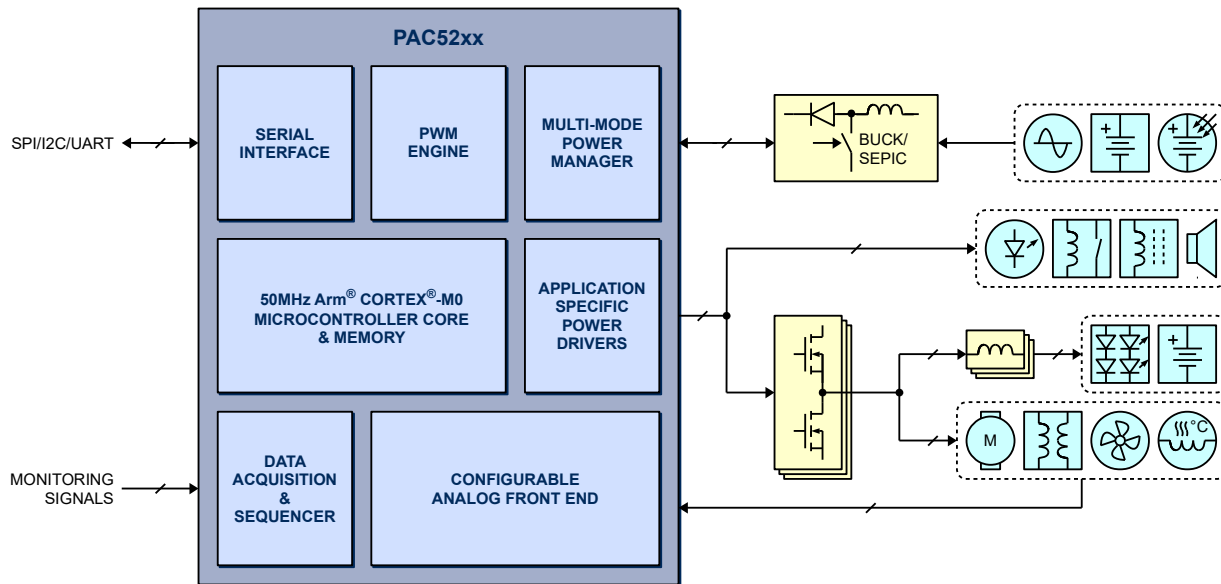 PAC52xx
SERIAL
INTERFACE
PWM
ENGINE
MULTI-MODE
POWER
MANAGER
50MHz Arm® CORTEX®-M0
MICROCONTROLLER CORE
& MEMORY
APPLICATION
SPECIFIC
POWER
DRIVERS
DATA
ACQUISITION
&
SEQUENCER
CONFIGURABLE
ANALOG FRONT END
SPI/I2C/UART
MONITORING
SIGNALS
BUCK/
SEPIC
+
+
+
M
°C